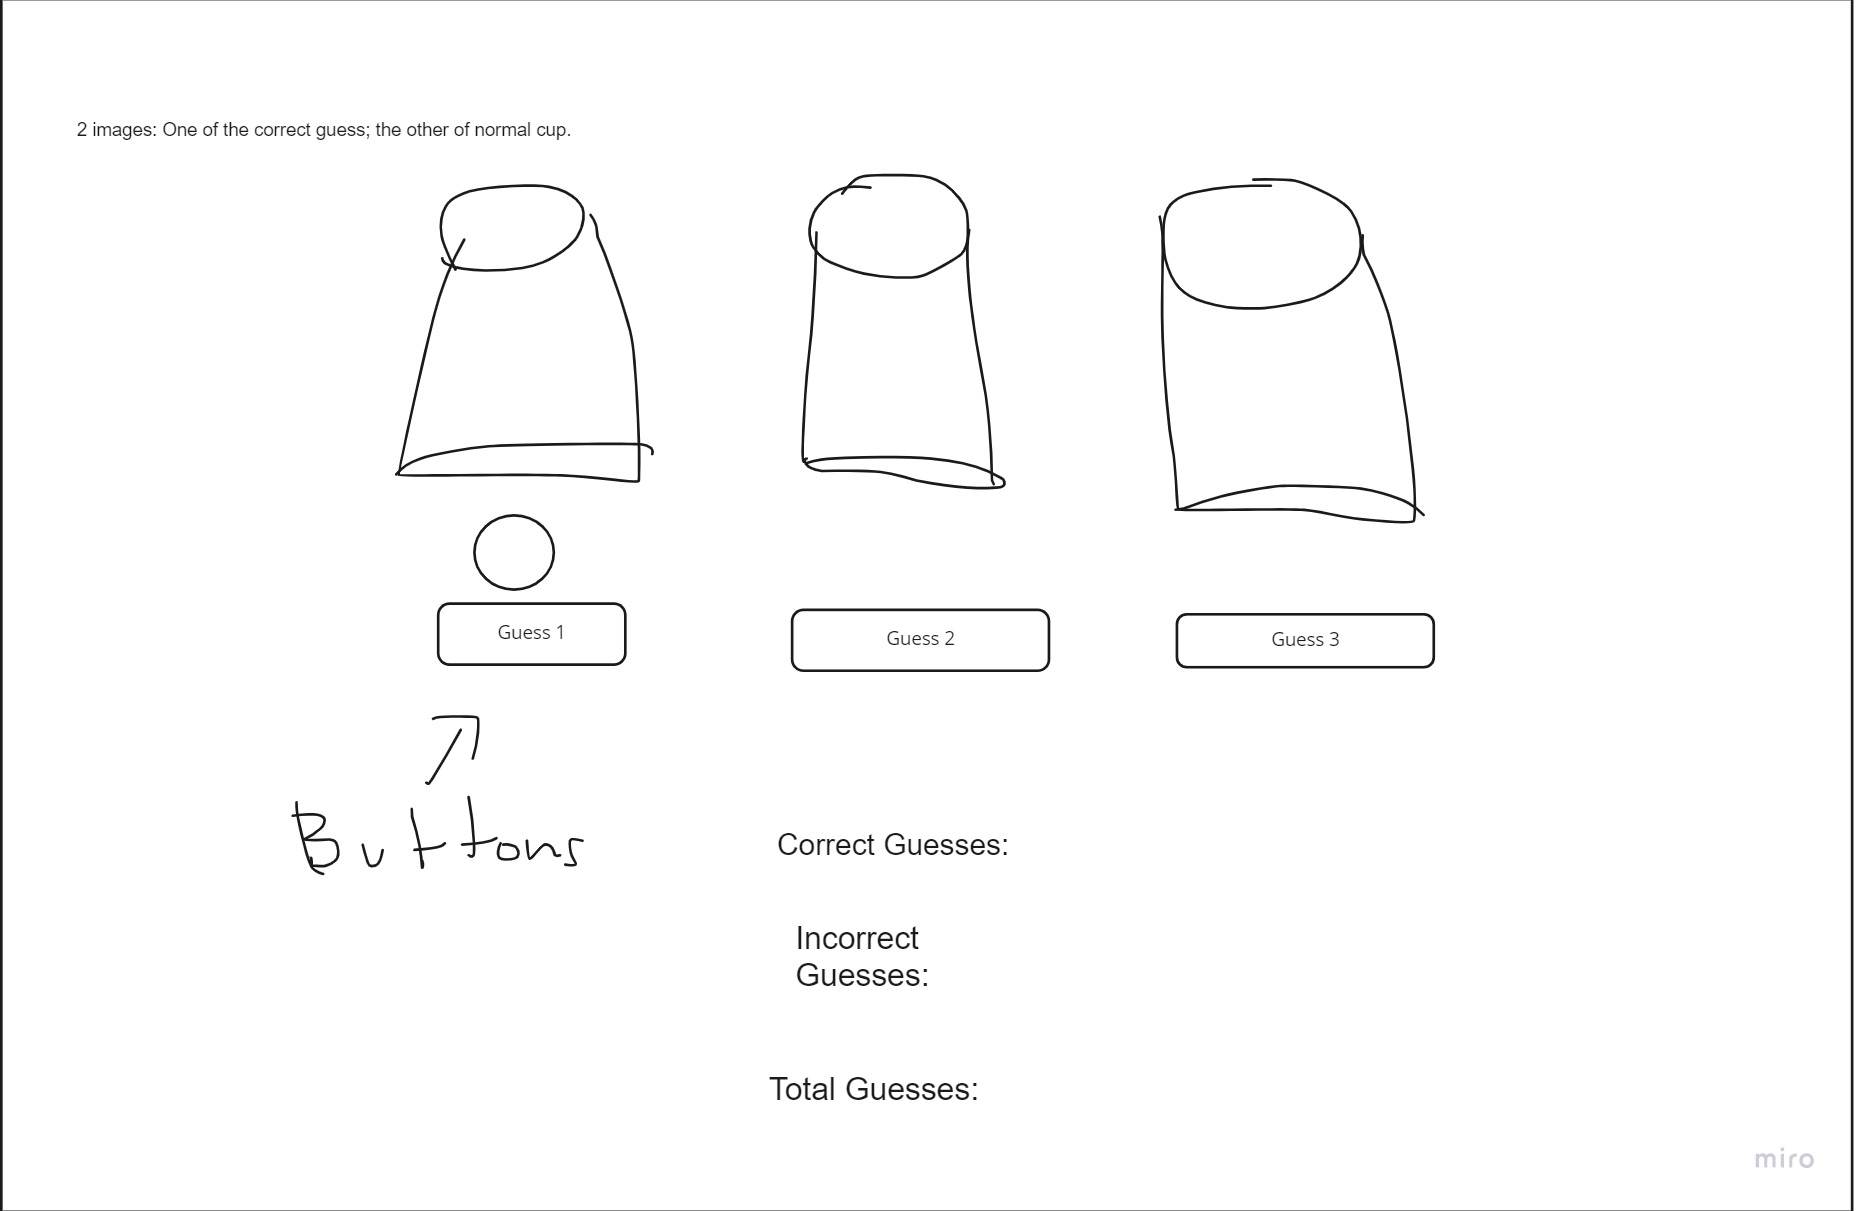 2 images: One of the correct guess; the other of normal cup.
Guess 1
Guess 2
Guess 3
Buttons
Correct Guesses:
Incorrect
Guesses:
Total Guesses:
miro